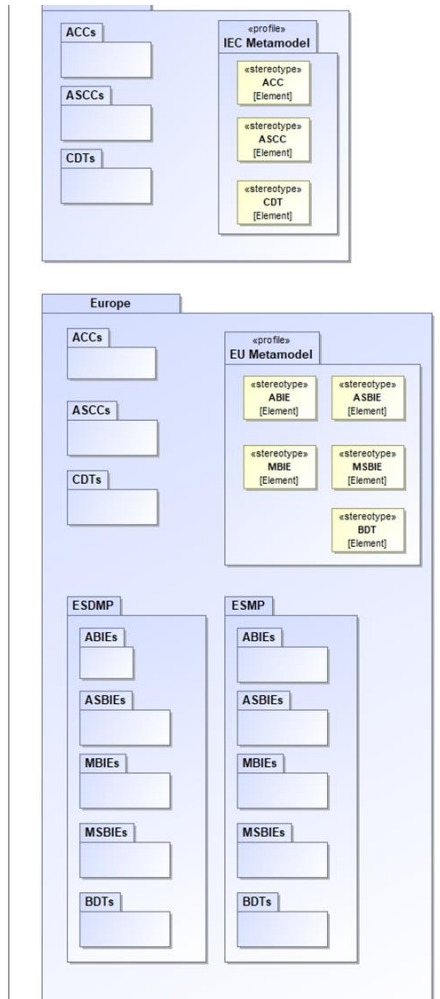 ACCs
ASCCs
CDTs
«profile»
IEC Metamodel
«stereotype»
ACC
[Element]
«stereotype»
ASCC
[Element]
«stereotype»
CDT
[Element]
Europe
ACCs
ASCCs
CDTs
«profile»
EU Metamodel
«stereotype»
ABIE
[Element]
«stereotype»
ASBIE
[Element]
«stereotype»
MBIE
[Element]
«stereotype»
MSBIE
[Element]
«stereotype»
BDT
[Element]
ESDMP
ABIEs
ASBIEs
MBIEs
MSBIEs
BDTs
ESMP
ABIEs
ASBIEs
MBIEs
MSBIEs
BDTs